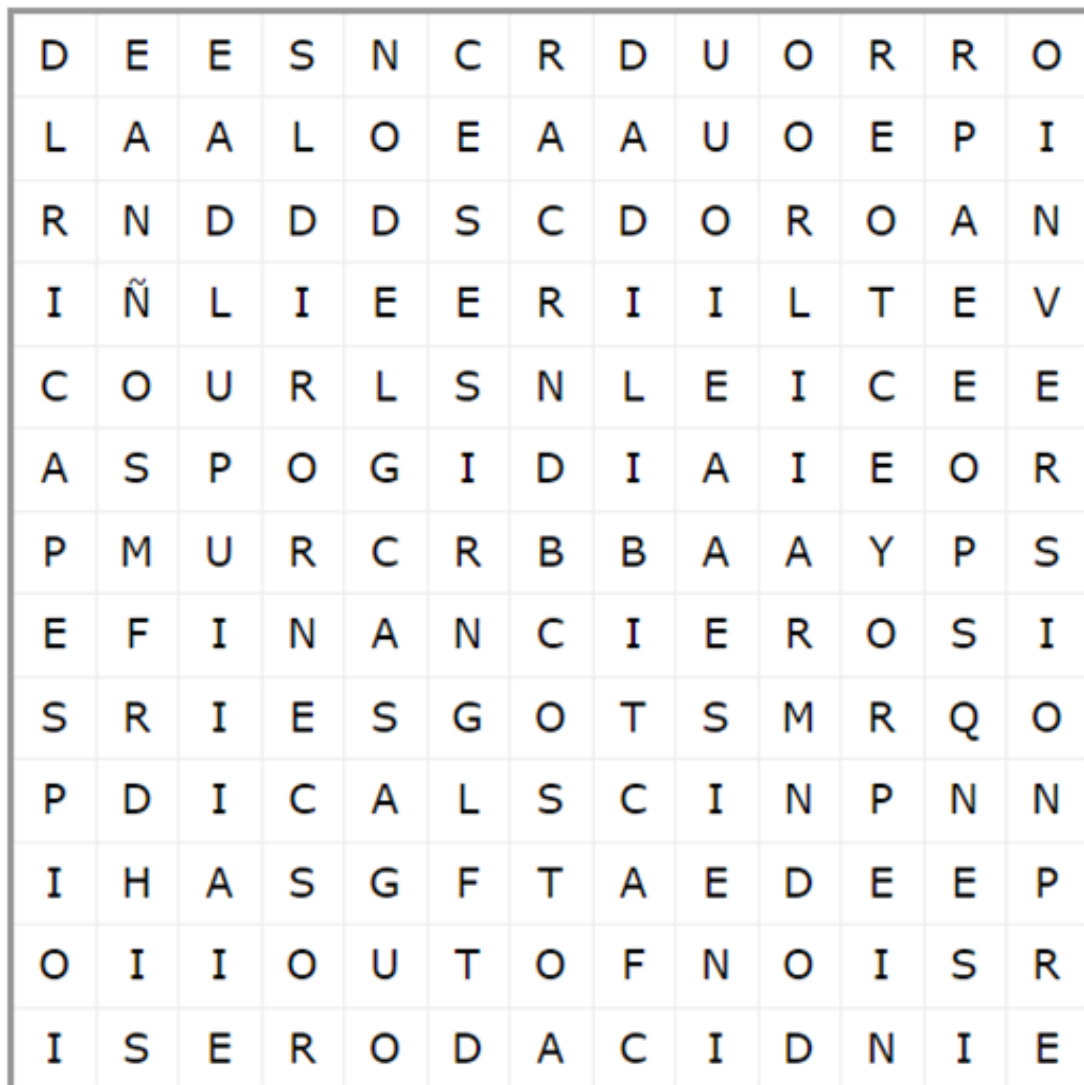 D E E S N C R D U O R R O
L A A L O E A A U O E P I
R N D D D S C D O R O A N
I Ñ L I E E R I I L T E V
C O U R L S N L E I C E E
A S P O G I D I A I E O R
P M U R C R B B A A Y P S
E F I N A N C I E R O S I
S R I E S G O T S M R Q O
P D I C A L S C I N P N N
I H A S G F T A E D E E P
O I I O U T O F N O I S R
I S E R O D A C I D N I E